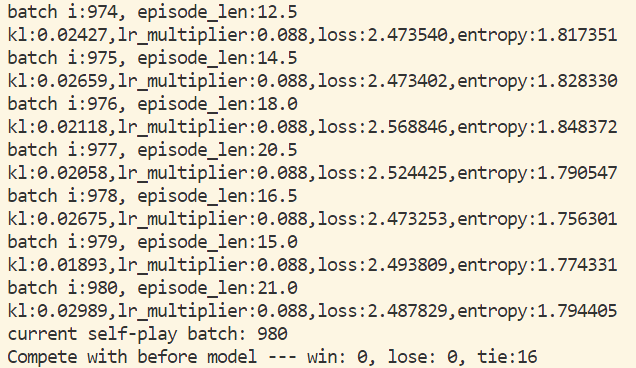 batch i:974, episode_len:12.5
kl:0.02427,lr_multiplier:0.088,loss:2.473540,entropy:1.817351
batch i:975, episode_len:14.5
kl:0.02659,lr_multiplier:0.088,loss:2.473402,entropy:1.828330
batch i:976, episode_len:18.0
kl:0.02118,lr_multiplier:0.088,loss:2.568846,entropy:1.848372
batch i:977, episode_len:20.5
kl:0.02058,lr_multiplier:0.088,loss:2.524425,entropy:1.790547
batch i:978, episode_len:16.5
kl:0.02675,lr_multiplier:0.088,loss:2.473253,entropy:1.756301
batch i:979, episode_len:15.0
kl:0.01893,lr_multiplier:0.088,loss:2.493809,entropy:1.774331
batch i:980, episode_len:21.0
kl:0.02989,lr_multiplier:0.088,loss:2.487829,entropy:1.794405
current self-play batch: 980
Compete with before model --- win: 0, lose: 0, tie:16